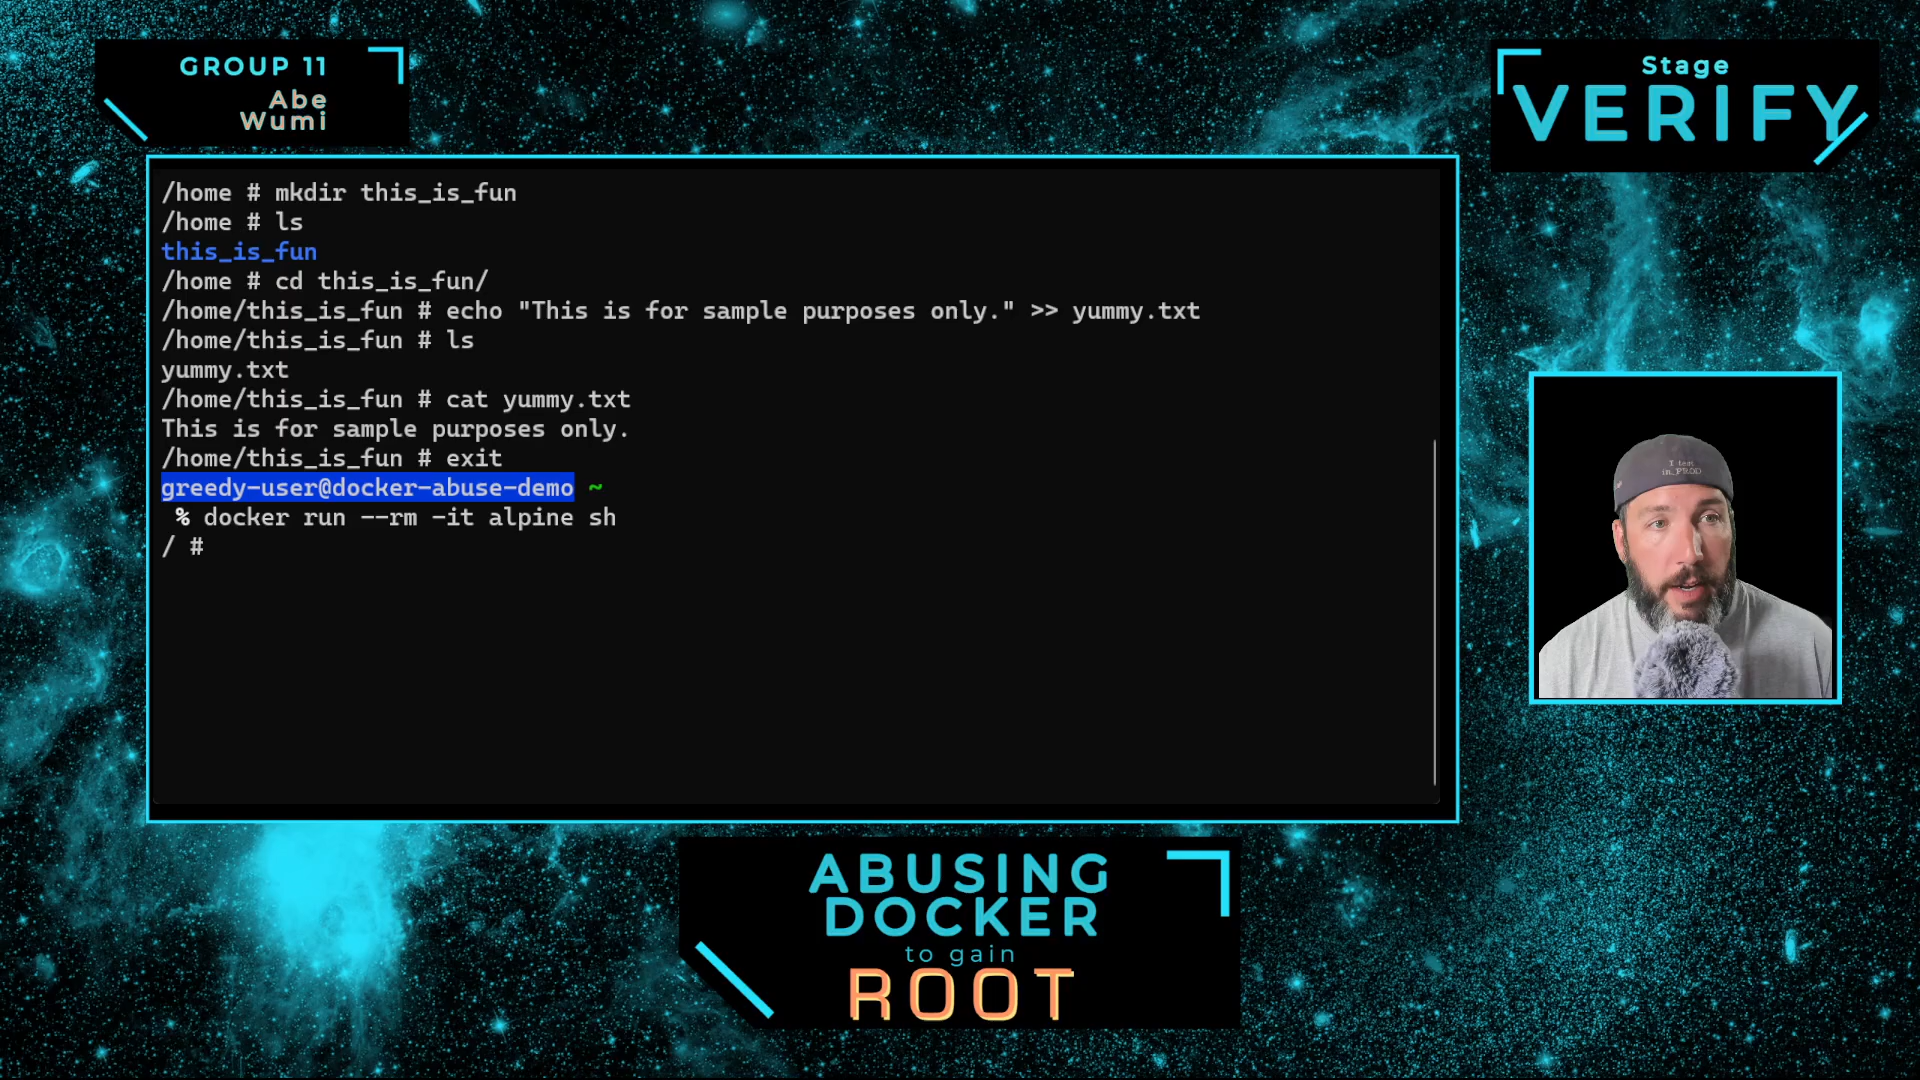 GROUP 11
Abe
Wumi
Stage
VERIFY
/home # mkdir this_is_fun
/home # ls
this_is_fun
/home # cd this_is_fun/
/home/this_is_fun # echo "This is for sample purposes only." >> yummy.txt
/home/this_is_fun # ls
yummy.txt
/home/this_is_fun # cat yummy.txt
This is for sample purposes only.
/home/this_is_fun # exit
greedy-user@docker-abuse-demo ~
% docker run --rm -it alpine sh
/ #
I test
in_PROD
ABUSING
DOCKER
to gain
ROOT